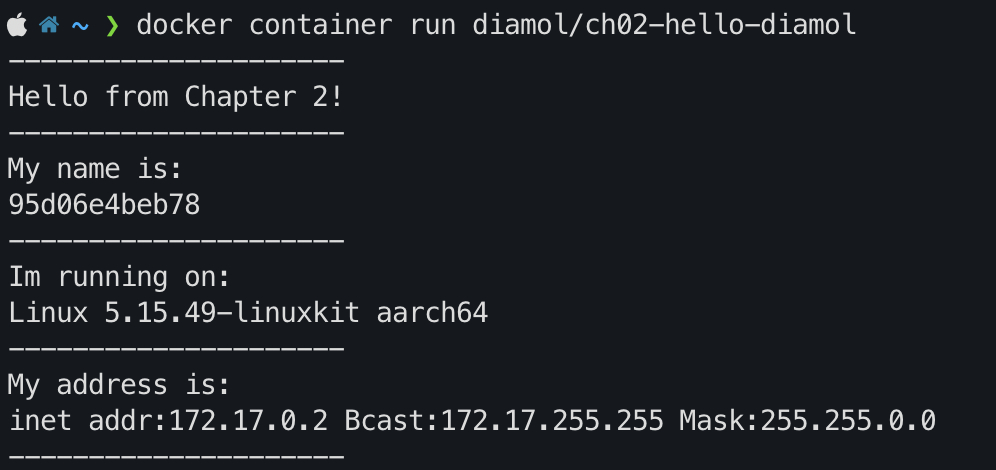 ~ ❯ docker container run diamol/ch02-hello-diamol
---------------------
Hello from Chapter 2!
---------------------
My name is:
95d06e4beb78
---------------------
Im running on:
Linux 5.15.49-linuxkit aarch64
---------------------
My address is:
inet addr:172.17.0.2 Bcast:172.17.255.255 Mask:255.255.0.0
---------------------